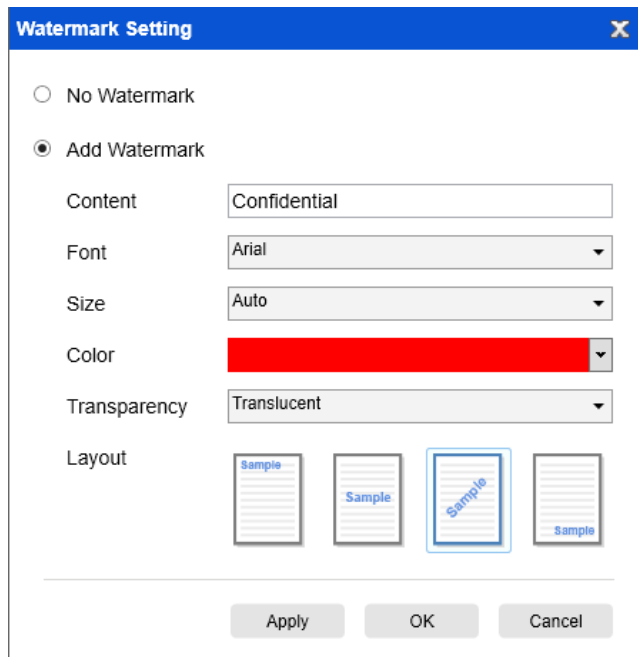 Watermark Setting
No Watermark
Add Watermark
Content Confidential
Font Arial
Size Auto
Color
Transparency Translucent
Layout
Sample
Sample
Sample
Sample
Apply OK Cancel